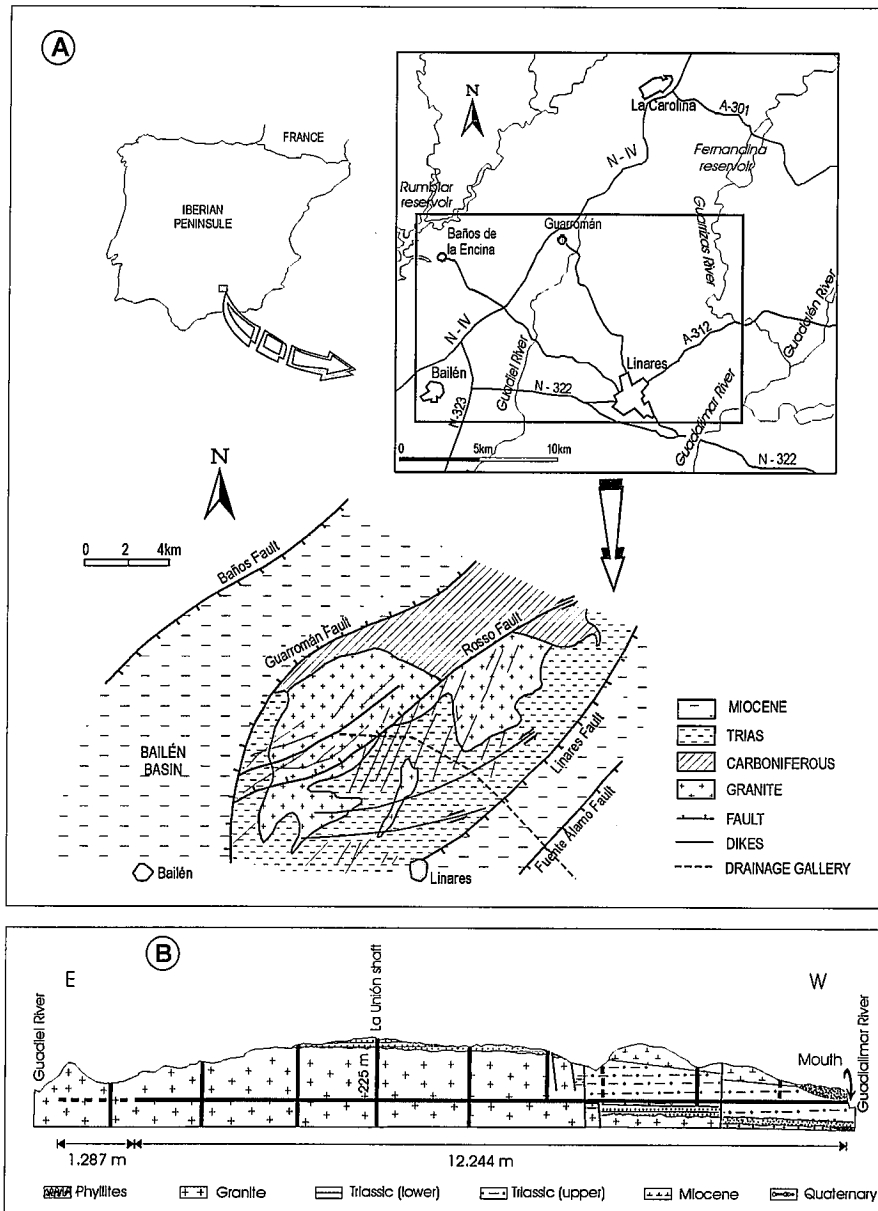 A
FRANCE
IBERIAN
PENINSULE
N
La Carolina
A-301
N-IV
Fernandina
reservoir
Rumblar
reservoir
Guarrizas River
Guarromán
Baños de
la Encina
Guadalén River
N-IV
A-312
Linares
Bailén
Guadiel River
N-322
N-323
Guadalimar River
N-322
0 5km 10km
N
0 2 4km
Baños Fault
Guarromán Fault
Rosso Fault
Linares Fault
BAILÉN
BASIN
Fuente Alamo Fault
Bailén
Linares
MIOCENE
TRIAS
CARBONIFEROUS
GRANITE
FAULT
DIKES
DRAINAGE GALLERY
B
E
W
Guadiel River
La Unión shaft
225 m
Mouth
Guadalimar River
1.287 m
12.244 m
Phyllites
Granite
Triassic (lower)
Triassic (upper)
Miocene
Quaternary